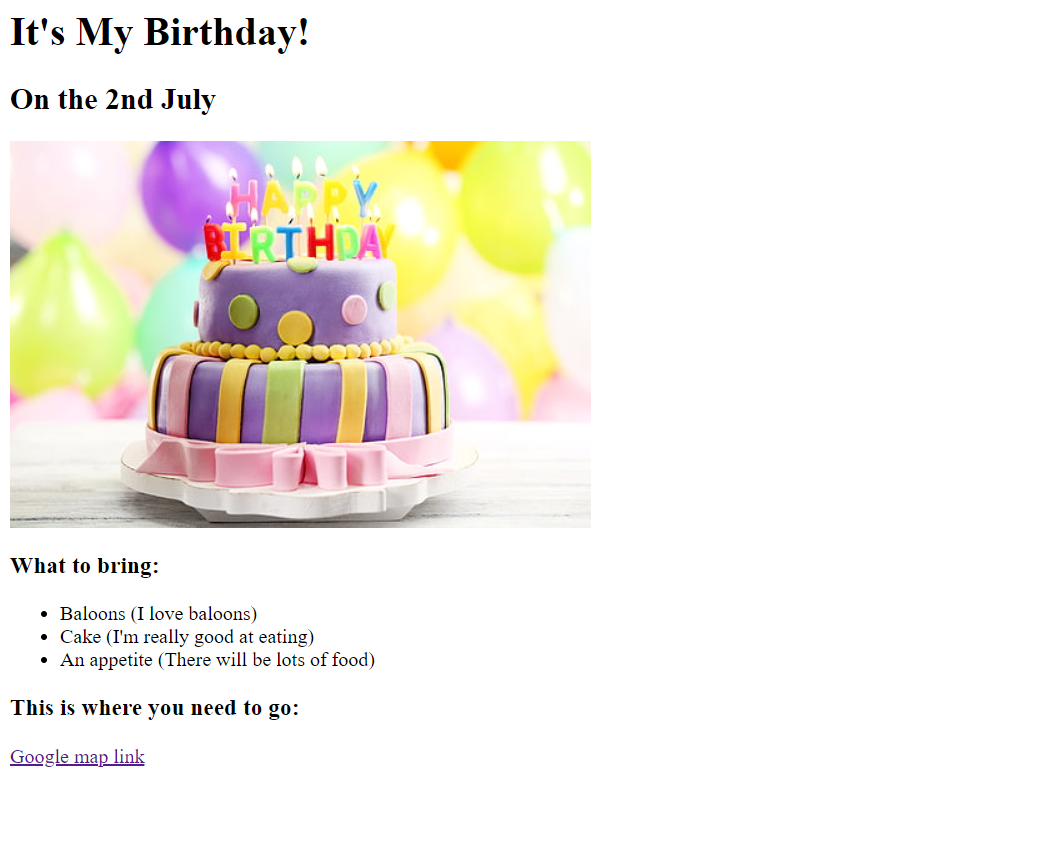 It's My Birthday!
On the 2nd July
HAPPY
BIRTHDAY
What to bring:
Baloons (I love baloons)
Cake (I'm really good at eating)
An appetite (There will be lots of food)
This is where you need to go:
Google map link